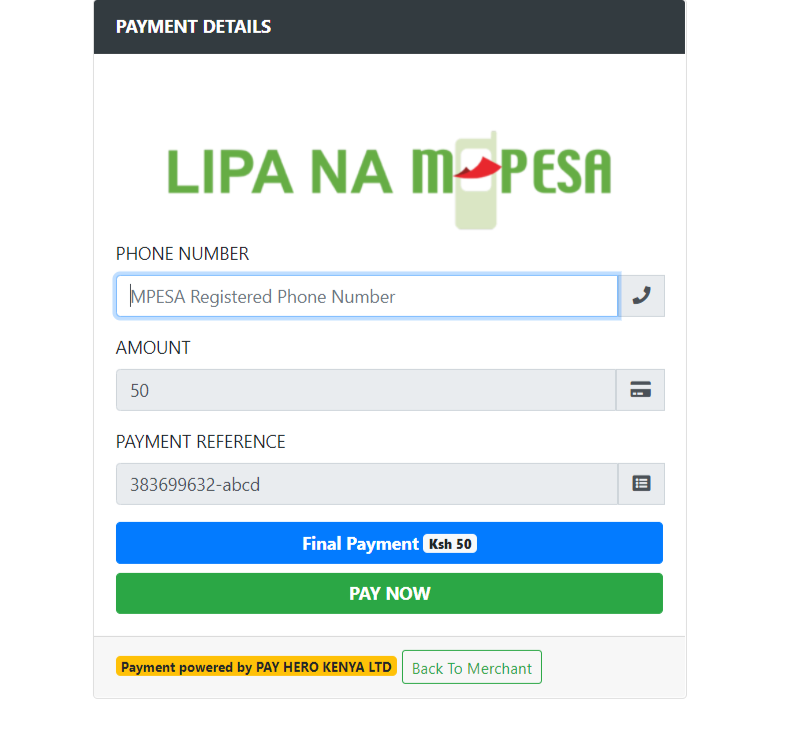 PAYMENT DETAILS
LIPA NA M-PESA
PHONE NUMBER
MPESA Registered Phone Number
AMOUNT
50
PAYMENT REFERENCE
383699632-abcd
Final Payment Ksh 50
PAY NOW
Payment powered by PAY HERO KENYA LTD Back To Merchant